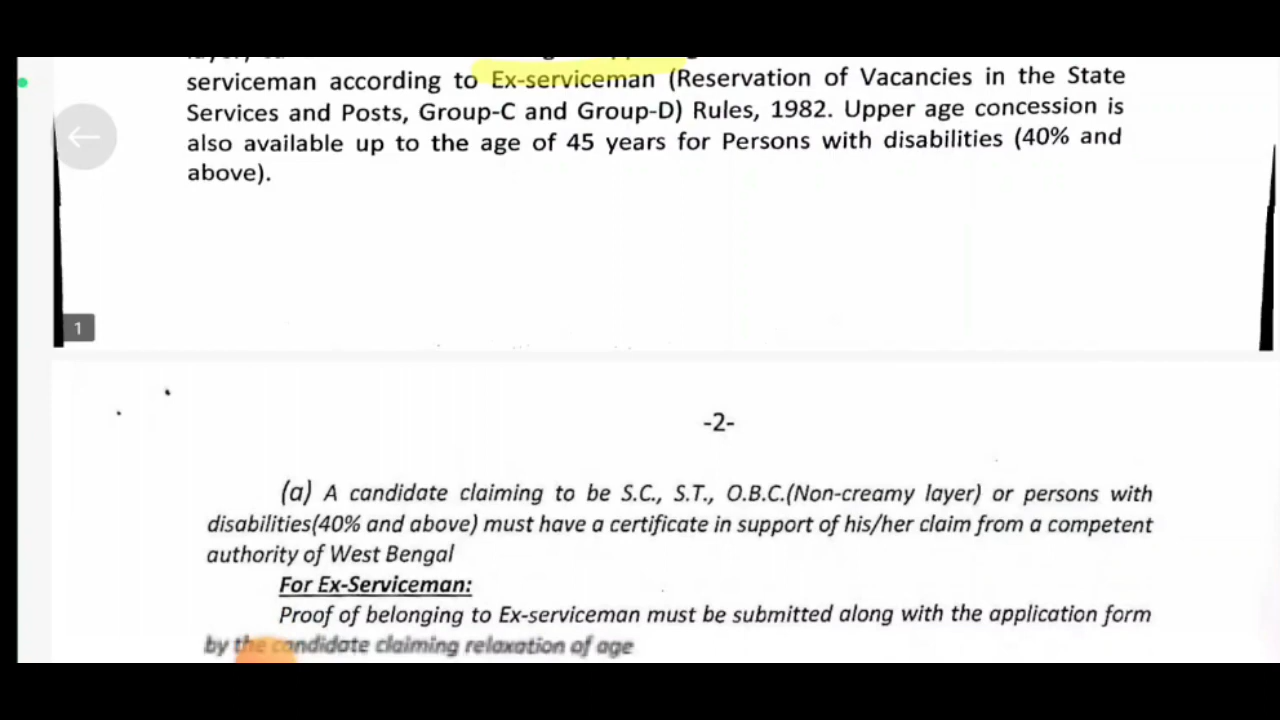 serviceman according to Ex-serviceman (Reservation of Vacancies in the State
Services and Posts, Group-C and Group-D) Rules, 1982. Upper age concession is
also available up to the age of 45 years for Persons with disabilities (40% and
above).
1
-2-
(a) A candidate claiming to be S.C., S.T., O.B.C.(Non-creamy layer) or persons with
disabilities(40% and above) must have a certificate in support of his/her claim from a competent
authority of West Bengal
For Ex-Serviceman:
Proof of belonging to Ex-serviceman must be submitted along with the application form
by the candidate claiming relaxation of age